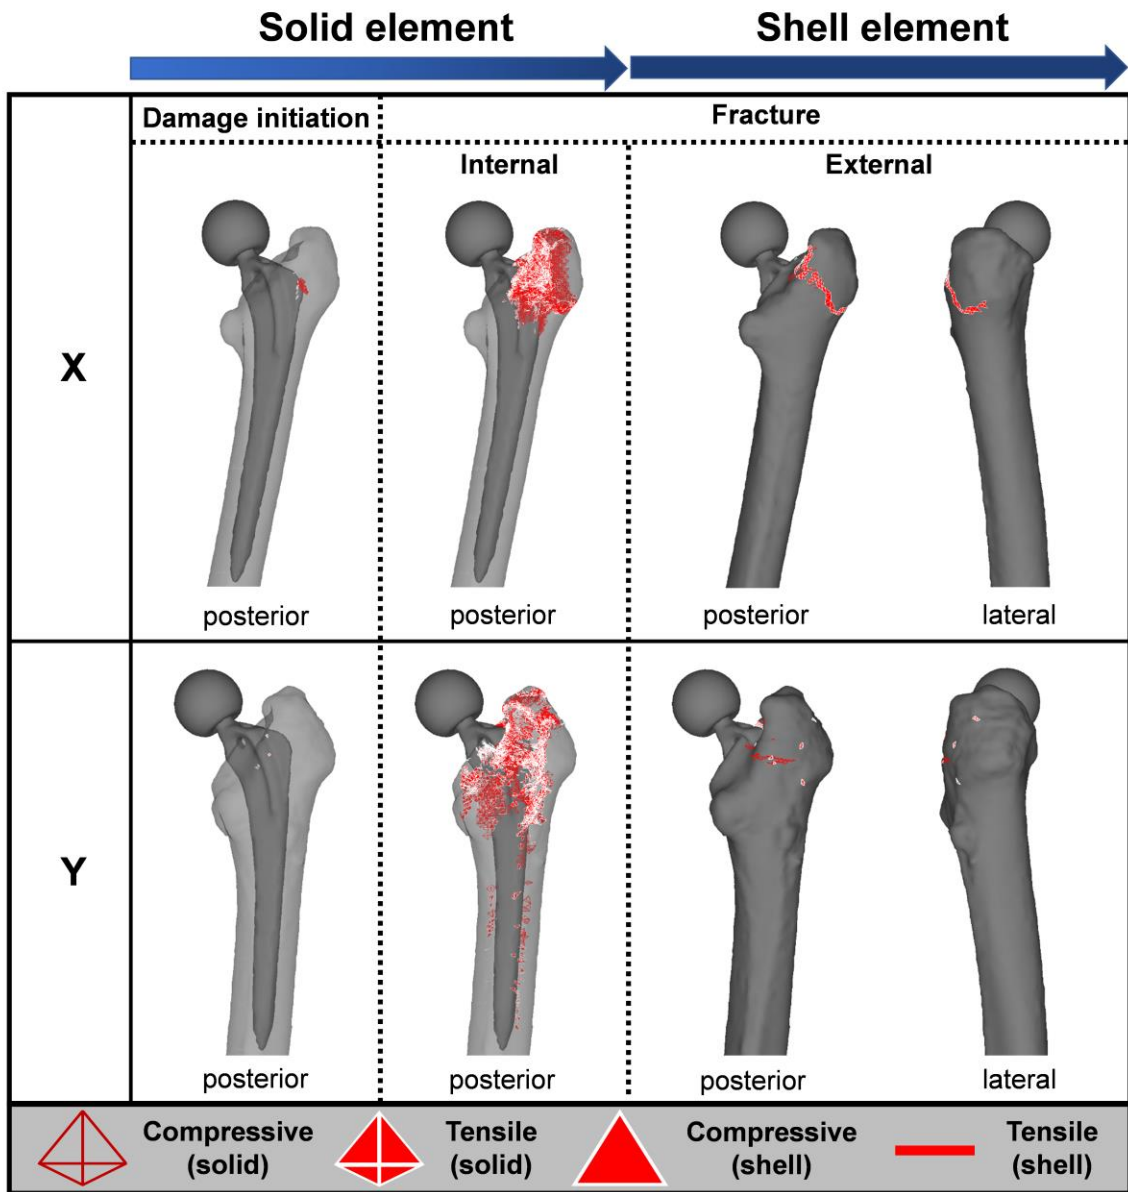 Solid element
Shell element
Damage initiation
Fracture
Internal
External
X
posterior
posterior
posterior
lateral
Y
posterior
posterior
posterior
lateral
Compressive
(solid)
Tensile
(solid)
Compressive
(shell)
Tensile
(shell)